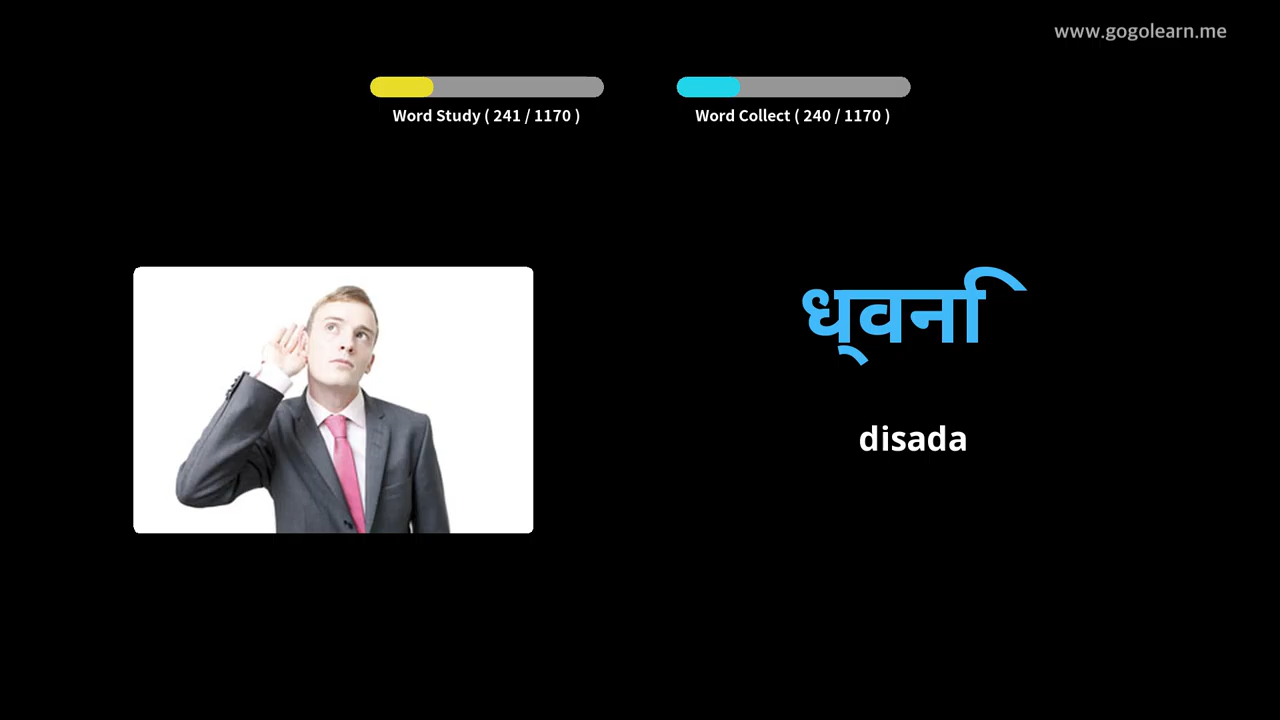 www.gogolearn.me
Word Study ( 241 / 1170 )
Word Collect ( 240 / 1170 )
ध्वनि
disada